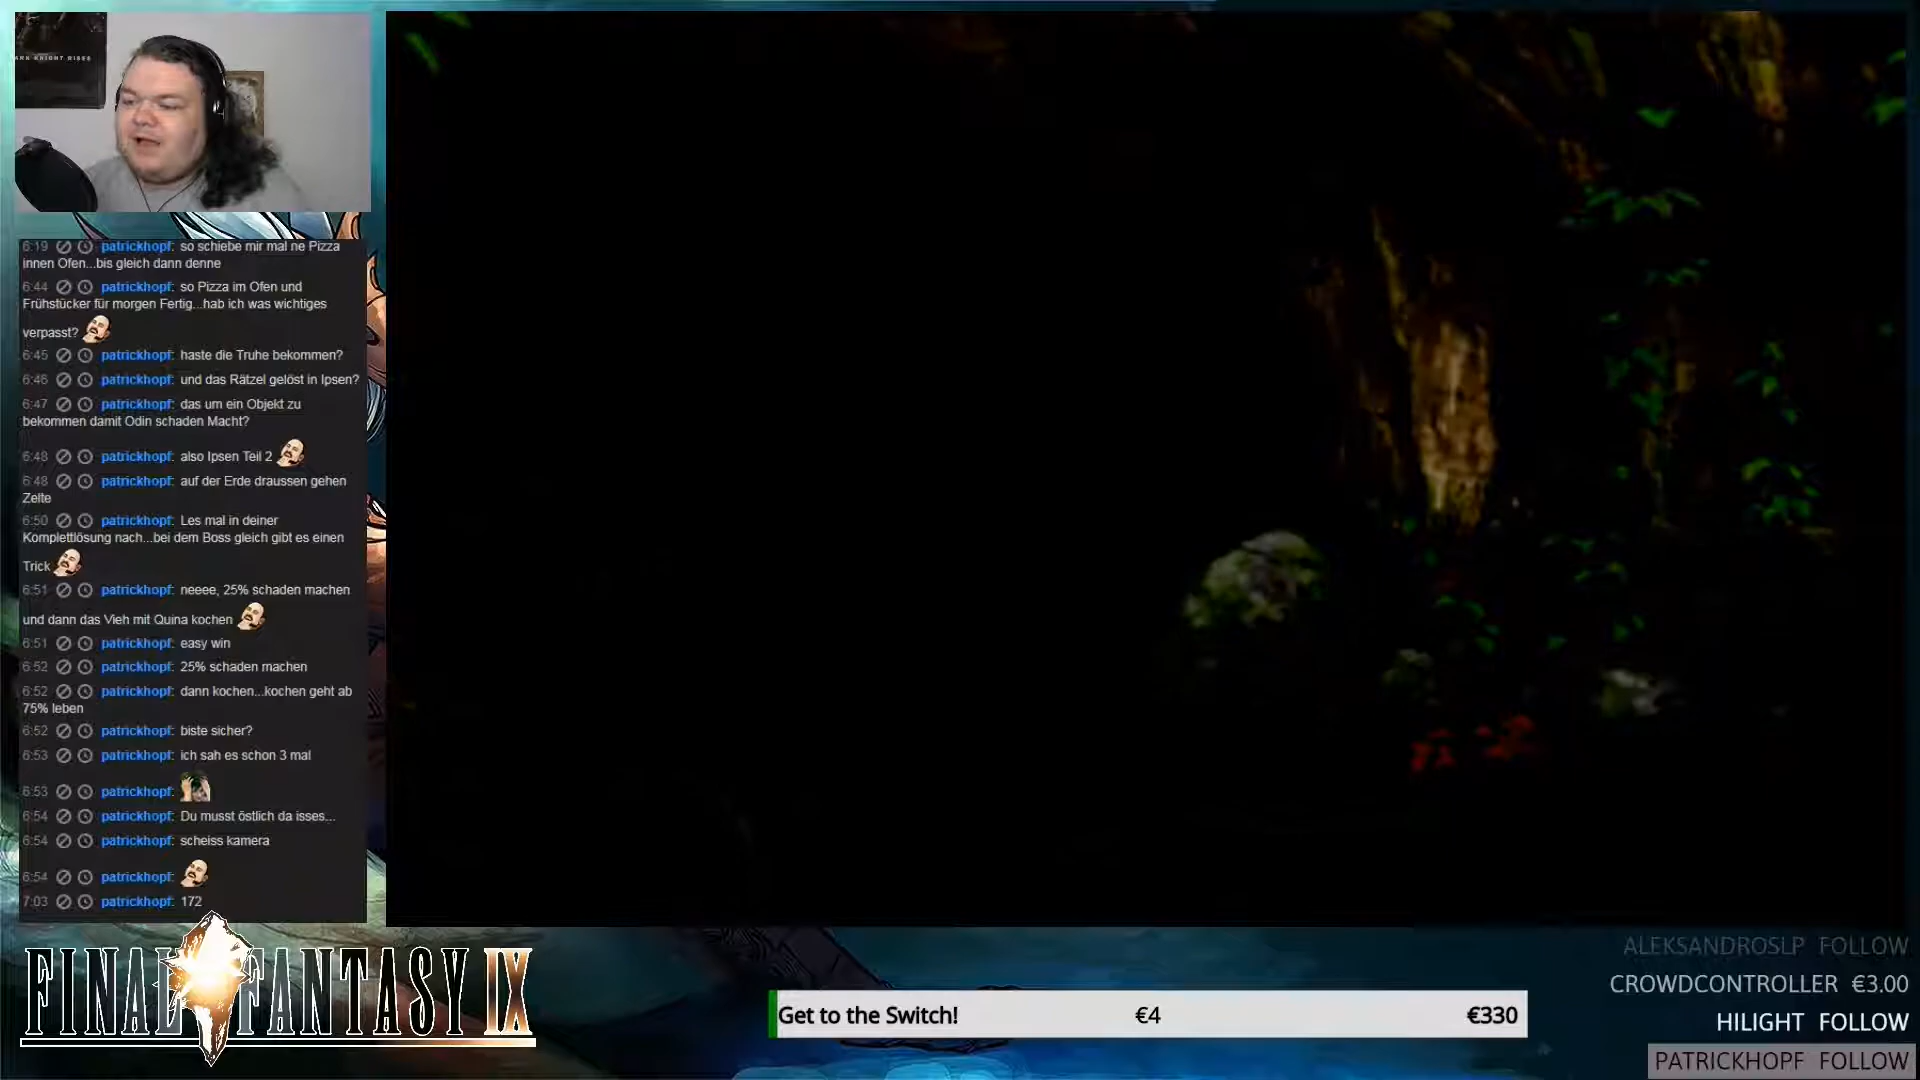 ARK KNIGHT RISES
6:19 patrickhopf: so schiebe mir mal ne Pizza
innen Ofen...bis gleich dann denne
6:44 patrickhopf: so Pizza im Ofen und
Frühstücker für morgen Fertig...hab ich was wichtiges
verpasst?
6:45 patrickhopf: haste die Truhe bekommen?
6:46 patrickhopf: und das Rätzel gelöst in Ipsen?
6:47 patrickhopf: das um ein Objekt zu
bekommen damit Odin schaden Macht?
6:48 patrickhopf: also Ipsen Teil 2
6:48 patrickhopf: auf der Erde draussen gehen
Zelte
6:50 patrickhopf: Les mal in deiner
Komplettlösung nach...bei dem Boss gleich gibt es einen
Trick
6:51 patrickhopf: neeee, 25% schaden machen
und dann das Vieh mit Quina kochen
6:51 patrickhopf: easy win
6:52 patrickhopf: 25% schaden machen
6:52 patrickhopf: dann kochen...kochen geht ab
75% leben
6:52 patrickhopf: biste sicher?
6:53 patrickhopf: ich sah es schon 3 mal
6:53 patrickhopf:
6:54 patrickhopf: Du musst östlich da isses...
6:54 patrickhopf: scheiss kamera
6:54 patrickhopf:
7:03 patrickhopf: 172
FINAL FANTASY IX
Get to the Switch! €4 €330
ALEKSANDROSLP FOLLOW
CROWDCONTROLLER €3.00
HILIGHT FOLLOW
PATRICKHOPF FOLLOW